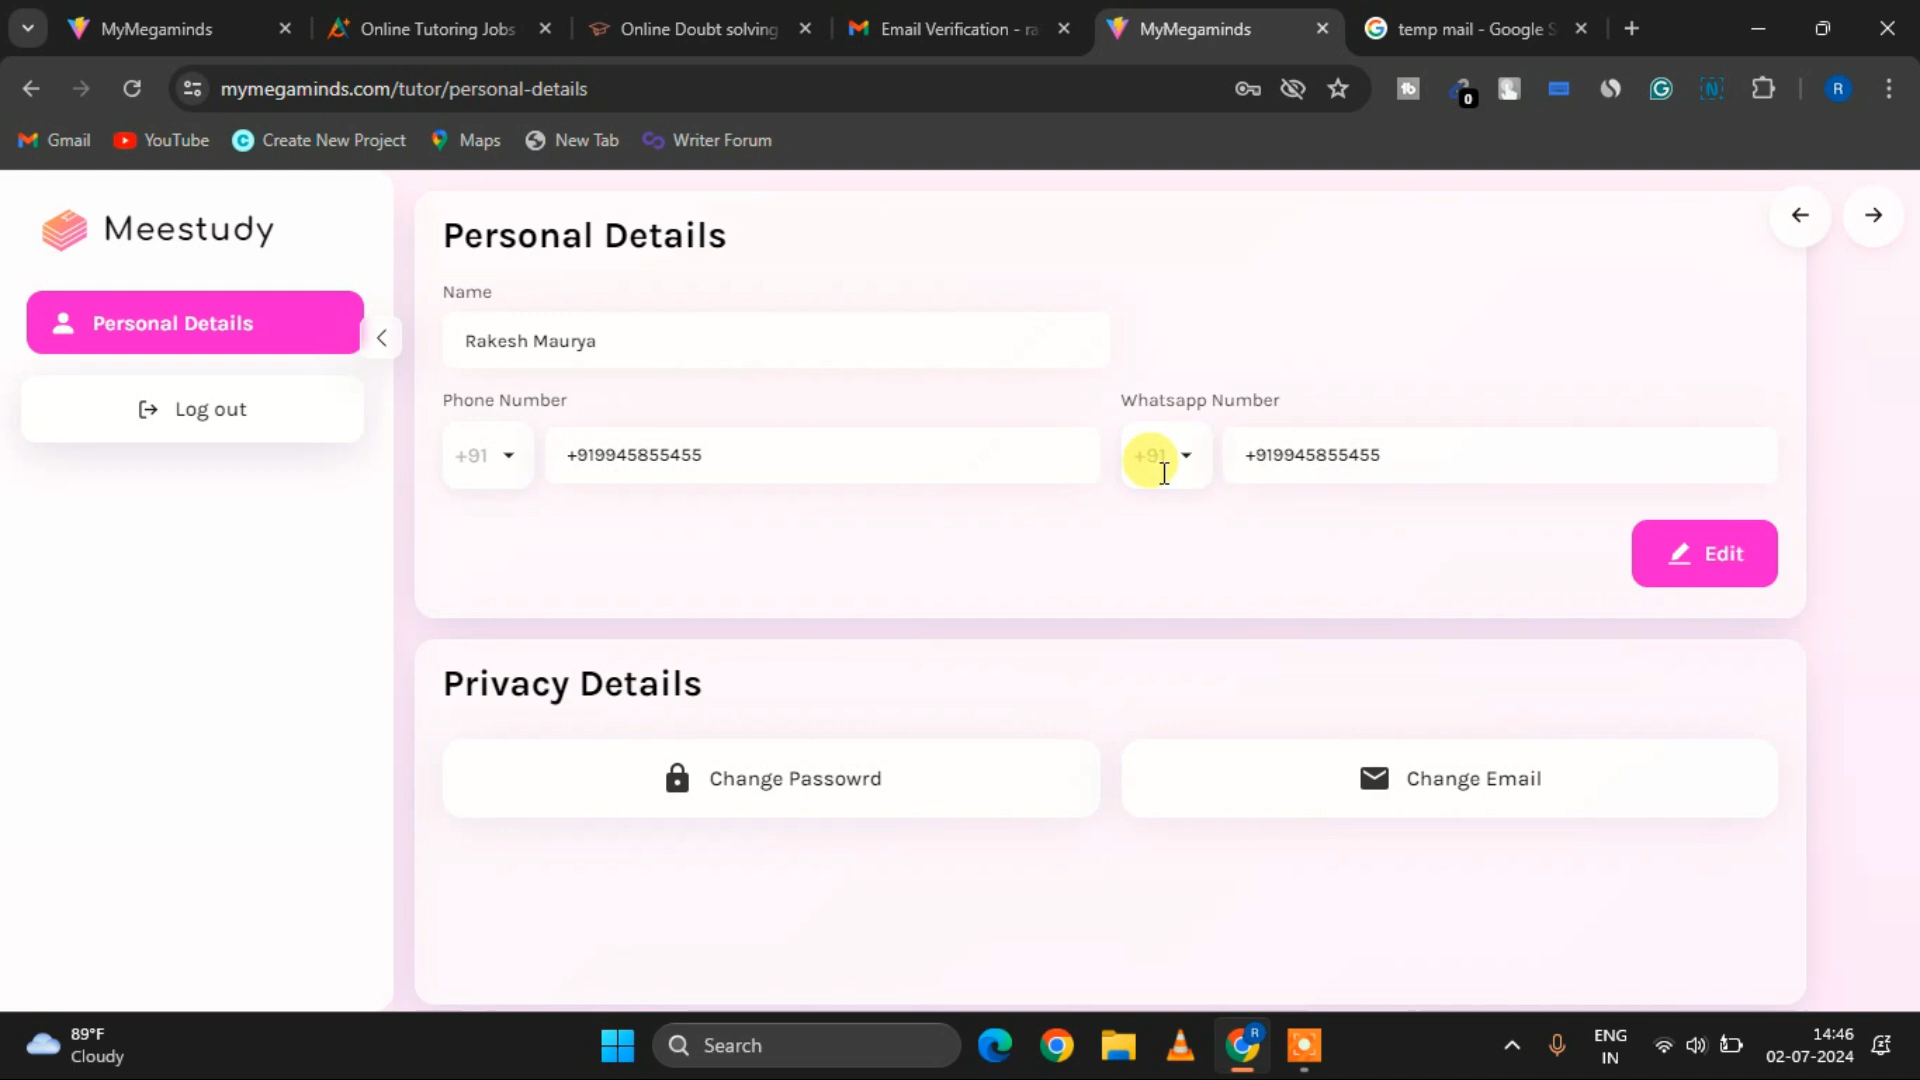 MyMegaminds
Online Tutoring Jobs
Online Doubt solving
Email Verification - ra
MyMegaminds
temp mail - Google S
mymegaminds.com/tutor/personal-details
0
R
Gmail
YouTube
Create New Project
Maps
New Tab
Writer Forum
Meestudy
Personal Details
Log out
Personal Details
Name
Rakesh Maurya
Phone Number
Whatsapp Number
+91
+919945855455
+91
+919945855455
Edit
Privacy Details
Change Passowrd
Change Email
89°F
Cloudy
Search
R
ENG
IN
14:46
02-07-2024